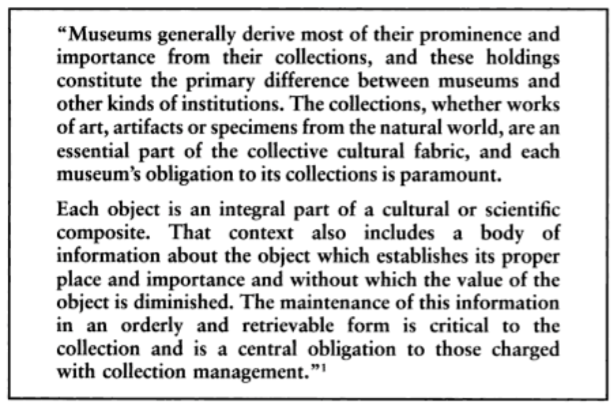 “Museums generally derive most of their prominence and
importance from their collections, and these holdings
constitute the primary difference between museums and
other kinds of institutions. The collections, whether works
of art, artifacts or specimens from the natural world, are an
essential part of the collective cultural fabric, and each
museum’s obligation to its collections is paramount.
Each object is an integral part of a cultural or scientific
composite. That context also includes a body of
information about the object which establishes its proper
place and importance and without which the value of the
object is diminished. The maintenance of this information
in an orderly and retrievable form is critical to the
collection and is a central obligation to those charged
with collection management.”¹